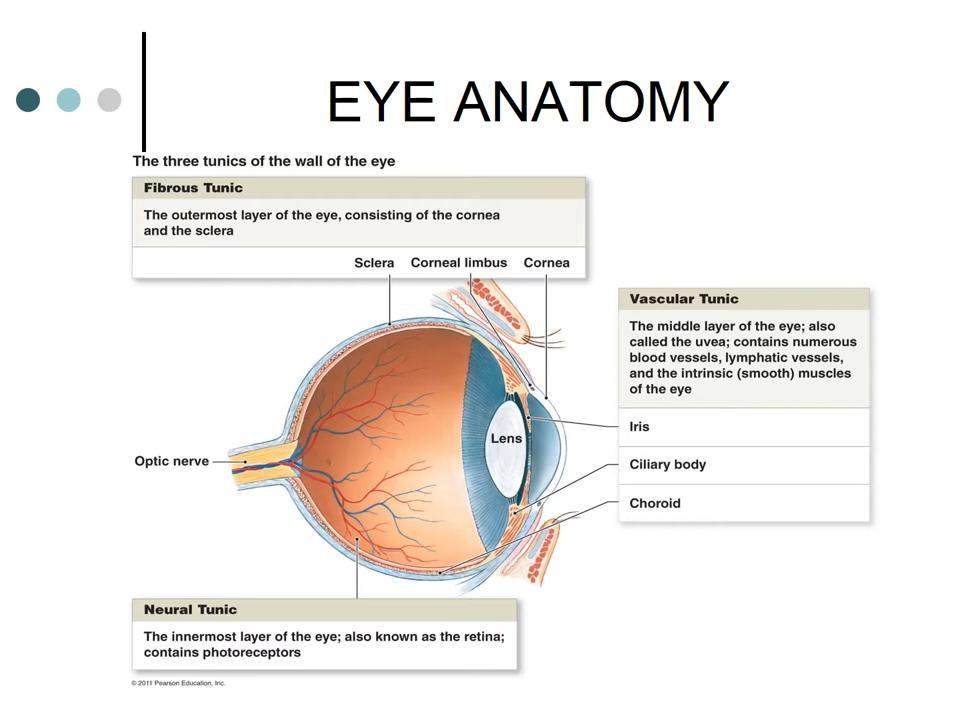 EYE ANATOMY
The three tunics of the wall of the eye
Fibrous Tunic
The outermost layer of the eye, consisting of the cornea
and the sclera
Sclera Corneal limbus Cornea
Vascular Tunic
The middle layer of the eye; also
called the uvea; contains numerous
blood vessels, lymphatic vessels,
and the intrinsic (smooth) muscles
of the eye
Iris
Ciliary body
Choroid
Lens
Optic nerve
Neural Tunic
The innermost layer of the eye; also known as the retina;
contains photoreceptors
© 2011 Pearson Education, Inc.